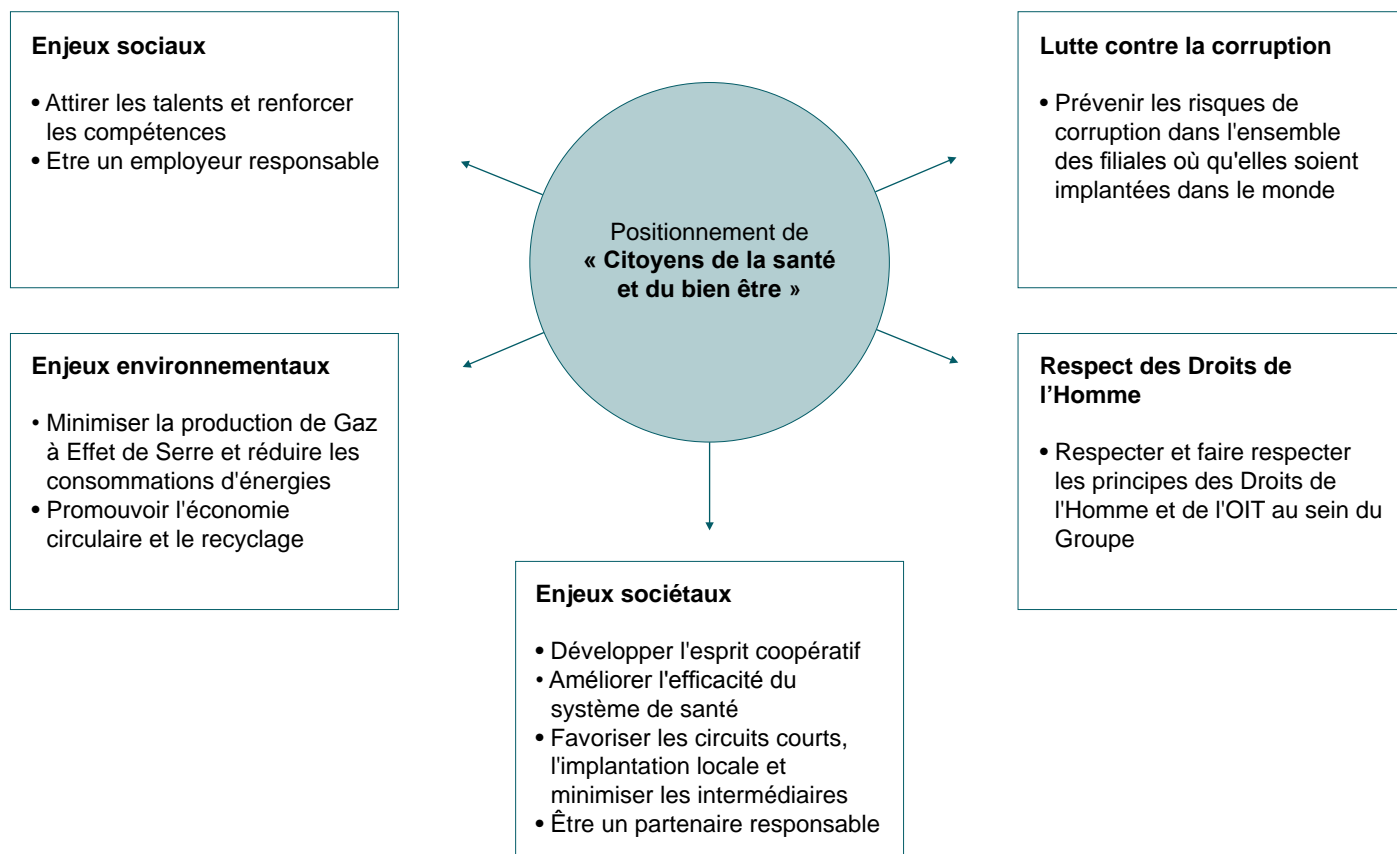 Enjeux sociaux
• Attirer les talents et renforcer
les compétences
• Etre un employeur responsable
Lutte contre la corruption
• Prévenir les risques de
corruption dans l'ensemble
des filiales où qu'elles soient
implantées dans le monde
Positionnement de
« Citoyens de la santé
et du bien être »
Enjeux environnementaux
• Minimiser la production de Gaz
à Effet de Serre et réduire les
consommations d'énergies
• Promouvoir l'économie
circulaire et le recyclage
Respect des Droits de
l’Homme
• Respecter et faire respecter
les principes des Droits de
l'Homme et de l'OIT au sein du
Groupe
Enjeux sociétaux
• Développer l'esprit coopératif
• Améliorer l'efficacité du
système de santé
• Favoriser les circuits courts,
l'implantation locale et
minimiser les intermédiaires
• Être un partenaire responsable